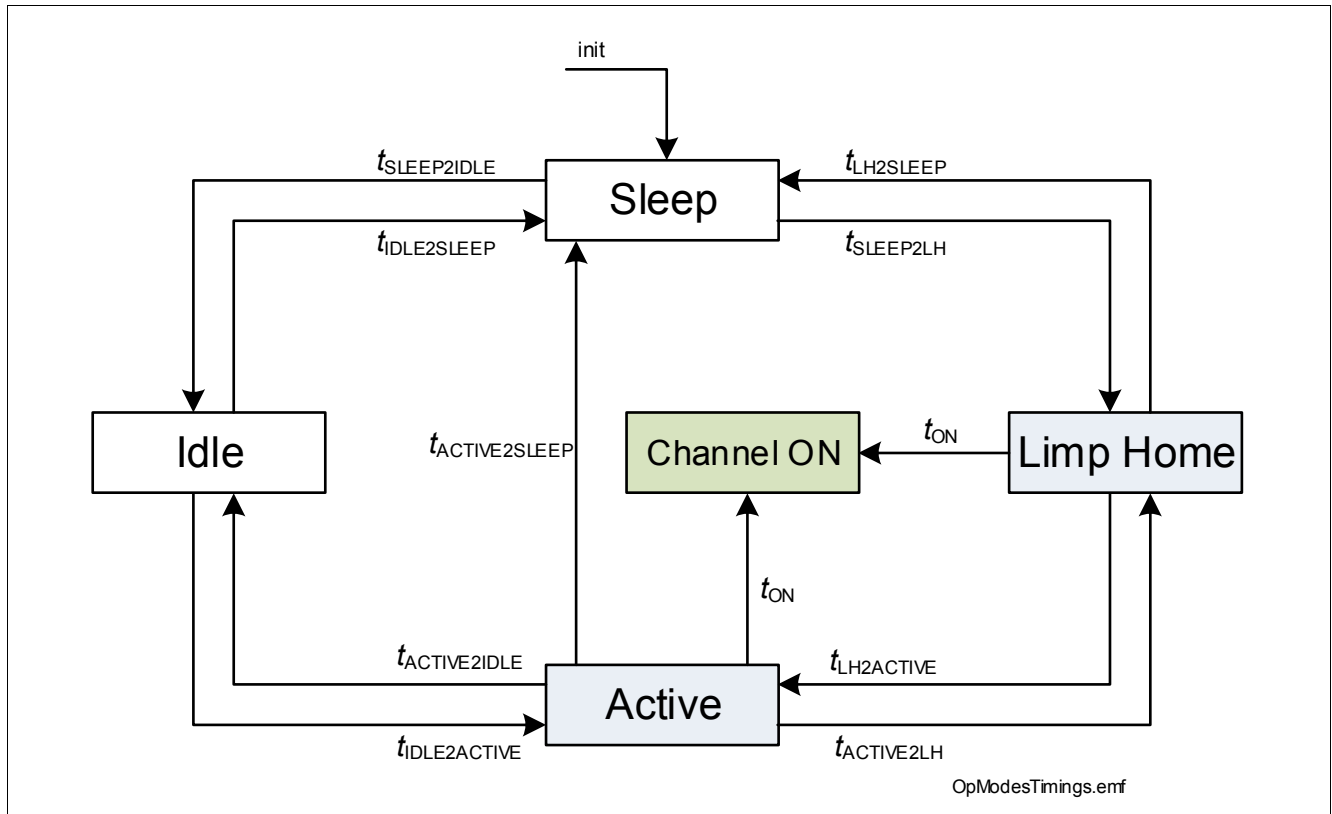 init
tSLEEP2IDLE
tLH2SLEEP
Sleep
tIDLE2SLEEP
tSLEEP2LH
Idle
tACTIVE2SLEEP
Channel ON
tON
Limp Home
tON
tACTIVE2IDLE
tLH2ACTIVE
Active
tIDLE2ACTIVE
tACTIVE2LH
OpModesTimings.emf